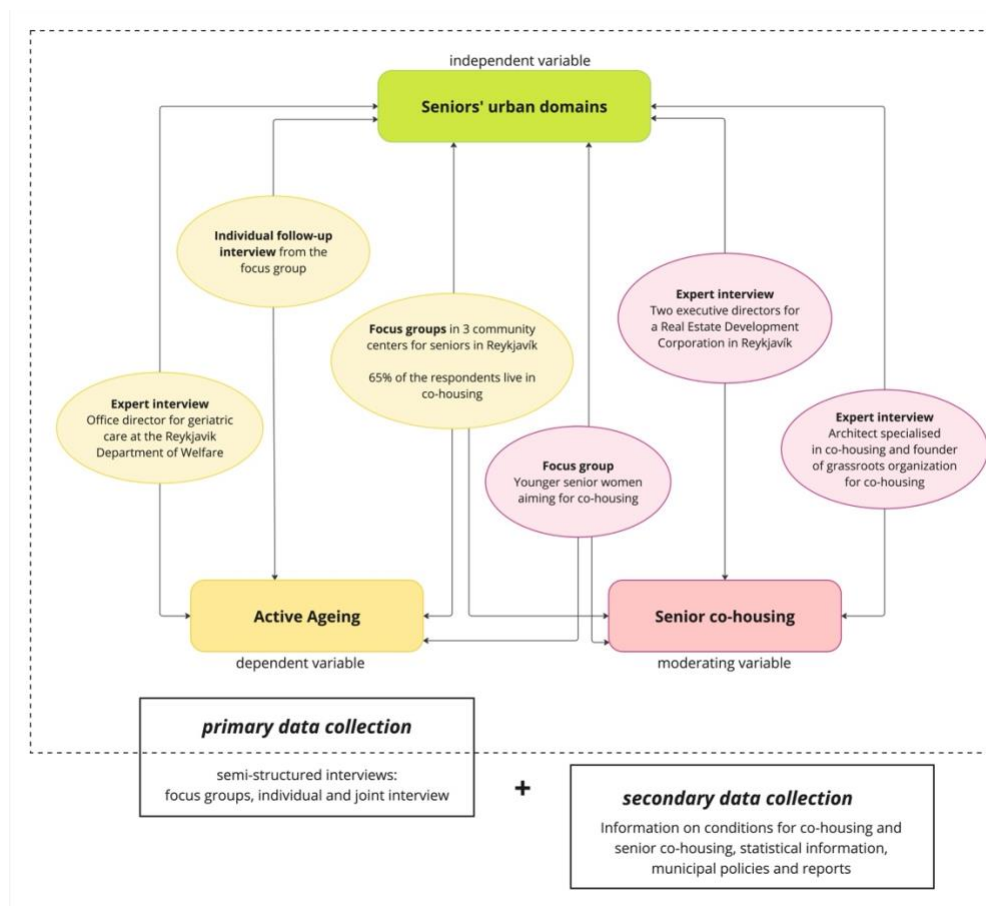 independent variable
Seniors' urban domains
Individual follow-up
interview from the
focus group
Expert interview
Two executive directors for
a Real Estate Development
Corporation in Reykjavík
Focus groups in 3 community
centers for seniors in Reykjavík
65% of the respondents live in
co-housing
Expert interview
Office director for geriatric
care at the Reykjavik
Department of Welfare
Expert interview
Architect specialised
in co-housing and founder
of grassroots organization
for co-housing
Focus group
Younger senior women
aiming for co-housing
Active Ageing
dependent variable
Senior co-housing
moderating variable
primary data collection
semi-structured interviews:
focus groups, individual and joint interview
+
secondary data collection
Information on conditions for co-housing and
senior co-housing, statistical information,
municipal policies and reports